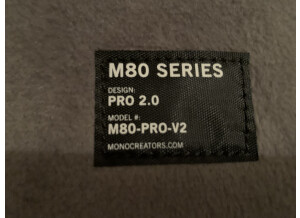 M80 SERIES
DESIGN:
PRO 2.0
MODEL #:
M80-PRO-V2
MONOCREATORS.COM